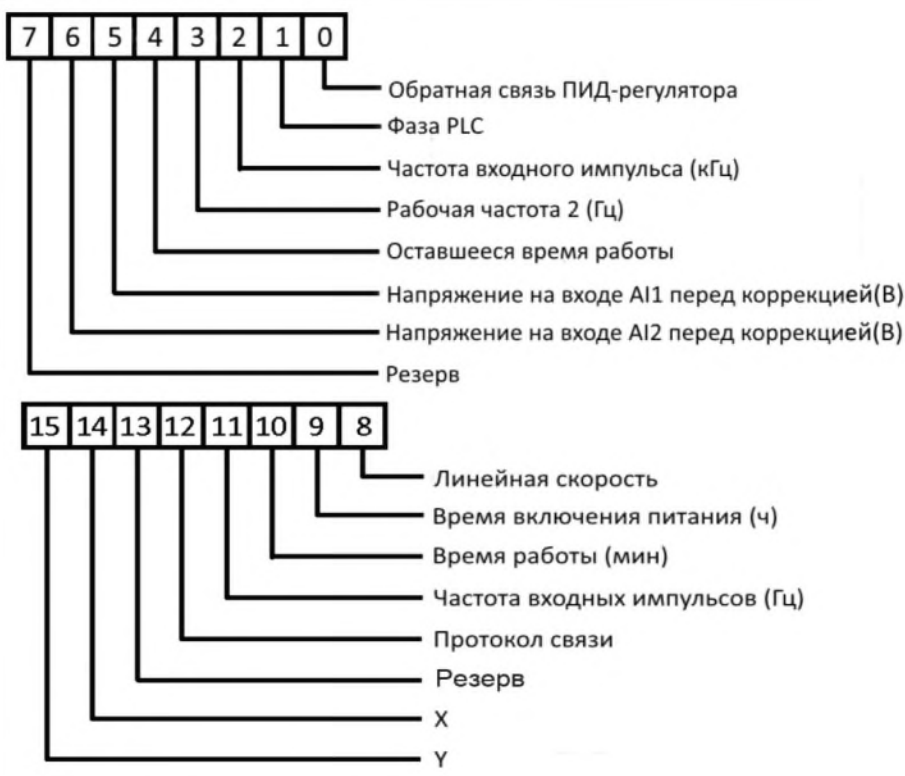 7 6 5 4 3 2 1 0
Обратная связь ПИД-регулятора
Фаза PLC
Частота входного импульса (кГц)
Рабочая частота 2 (Гц)
Оставшееся время работы
Напряжение на входе AI1 перед коррекцией(В)
Напряжение на входе AI2 перед коррекцией(В)
Резерв
15 14 13 12 11 10 9 8
Линейная скорость
Время включения питания (ч)
Время работы (мин)
Частота входных импульсов (Гц)
Протокол связи
Резерв
X
Y